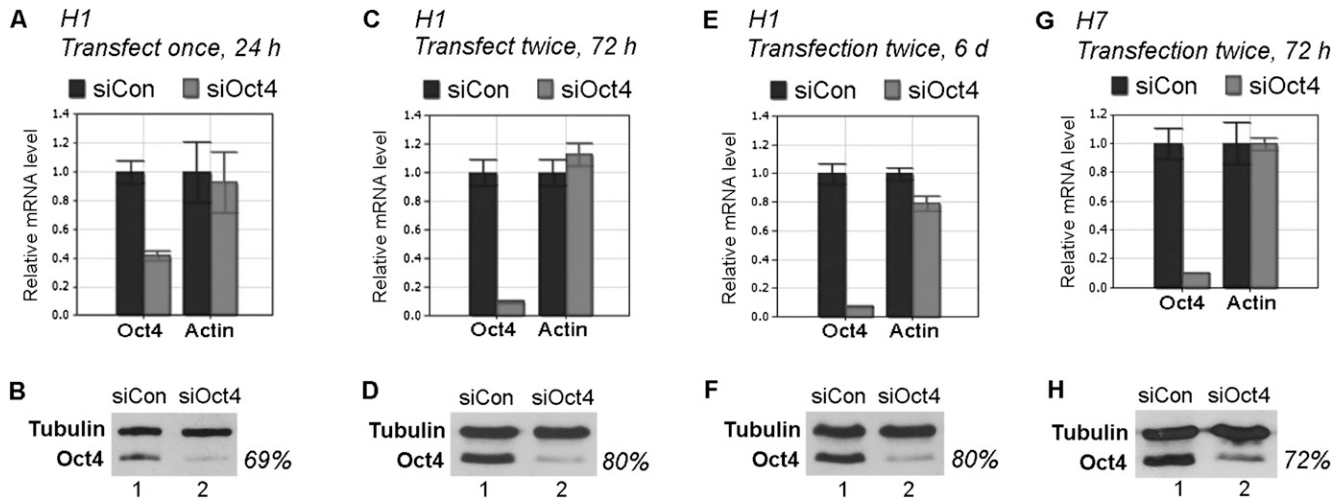 A H1
Transfect once, 24 h
siCon siOct4
Relative mRNA level
1.4
1.2
1.0
0.8
0.6
0.4
0.2
0.0
Oct4 Actin
C H1
Transfect twice, 72 h
siCon siOct4
Relative mRNA level
1.4
1.2
1.0
0.8
0.6
0.4
0.2
0.0
Oct4 Actin
E H1
Transfection twice, 6 d
siCon siOct4
Relative mRNA level
1.4
1.2
1.0
0.8
0.6
0.4
0.2
0.0
Oct4 Actin
G H7
Transfection twice, 72 h
siCon siOct4
Relative mRNA level
1.2
1.0
0.8
0.6
0.4
0.2
0.0
Oct4 Actin
B siCon siOct4
Tubulin
Oct4 69%
1 2
D siCon siOct4
Tubulin
Oct4 80%
1 2
F siCon siOct4
Tubulin
Oct4 80%
1 2
H siCon siOct4
Tubulin
Oct4 72%
1 2